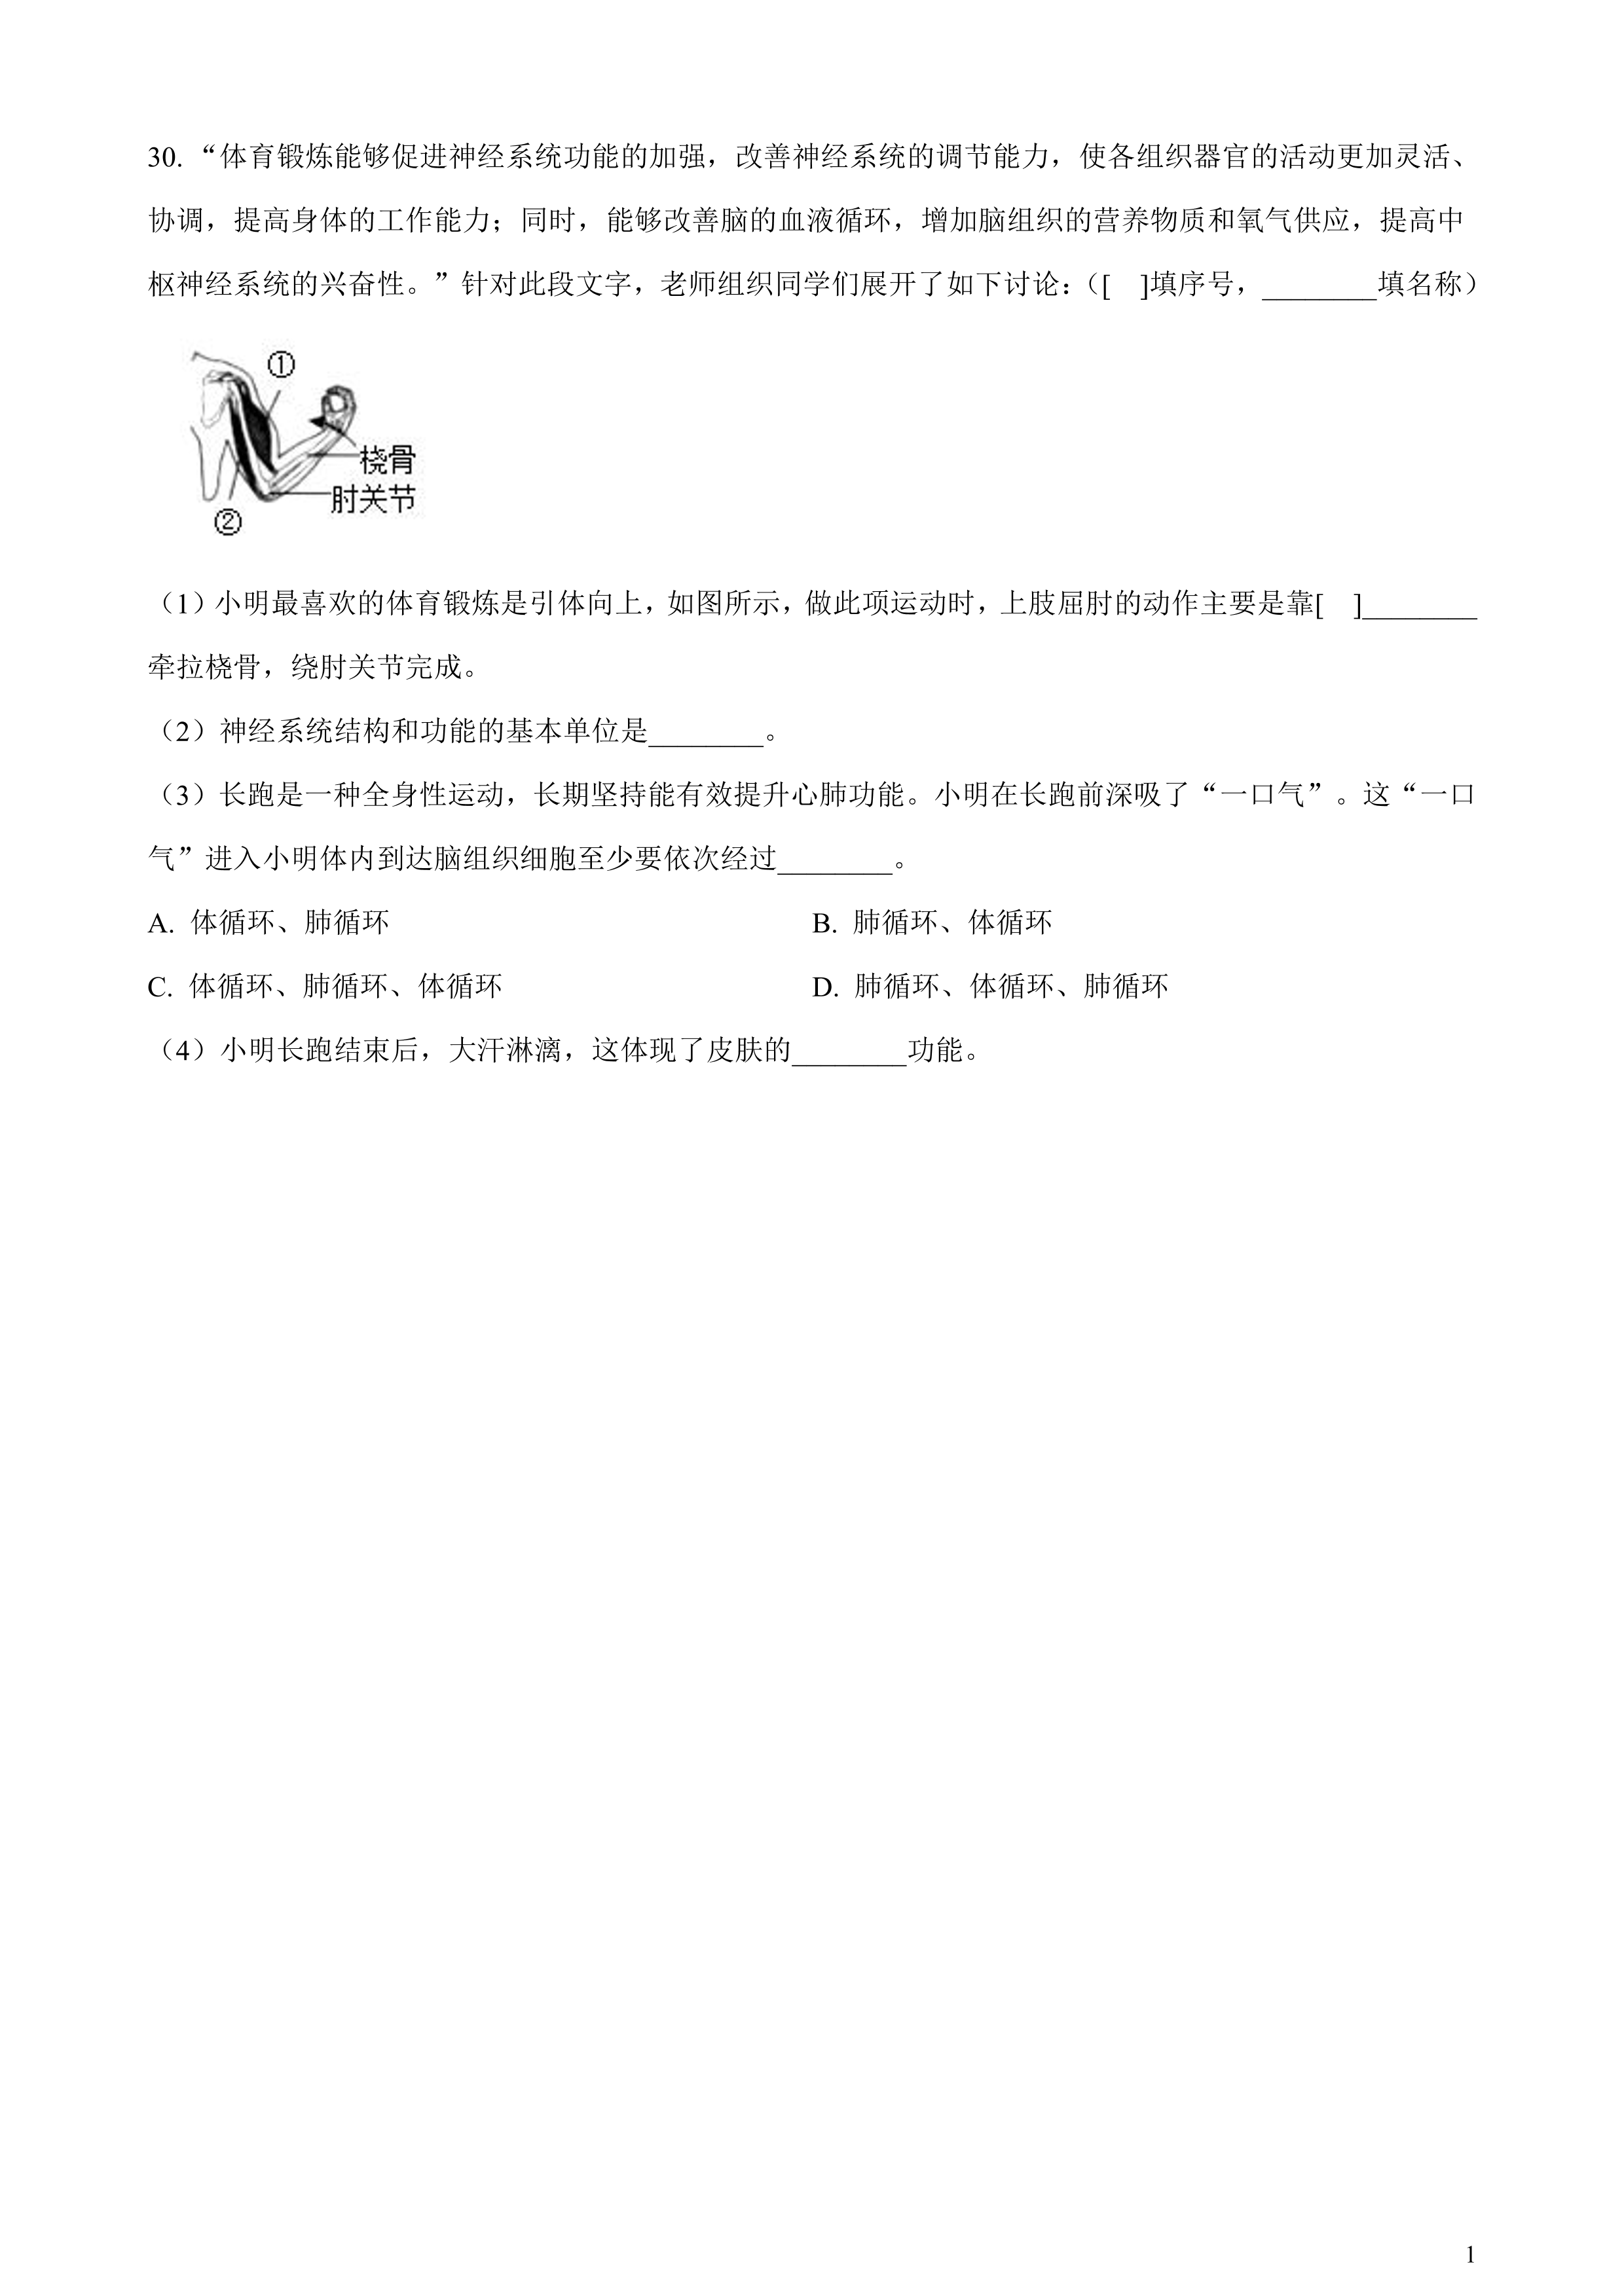 30. “体育锻炼能够促进神经系统功能的加强，改善神经系统的调节能力，使各组织器官的活动更加灵活、
协调，提高身体的工作能力；同时，能够改善脑的血液循环，增加脑组织的营养物质和氧气供应，提高中
枢神经系统的兴奋性。”针对此段文字，老师组织同学们展开了如下讨论：（[ ]填序号，________填名称）
①
桡骨
肘关节
②
（1）小明最喜欢的体育锻炼是引体向上，如图所示，做此项运动时，上肢屈肘的动作主要是靠[ ]________
牵拉桡骨，绕肘关节完成。
（2）神经系统结构和功能的基本单位是________。
（3）长跑是一种全身性运动，长期坚持能有效提升心肺功能。小明在长跑前深吸了“一口气”。这“一口
气”进入小明体内到达脑组织细胞至少要依次经过________。
A. 体循环、肺循环 B. 肺循环、体循环
C. 体循环、肺循环、体循环 D. 肺循环、体循环、肺循环
（4）小明长跑结束后，大汗淋漓，这体现了皮肤的________功能。
1